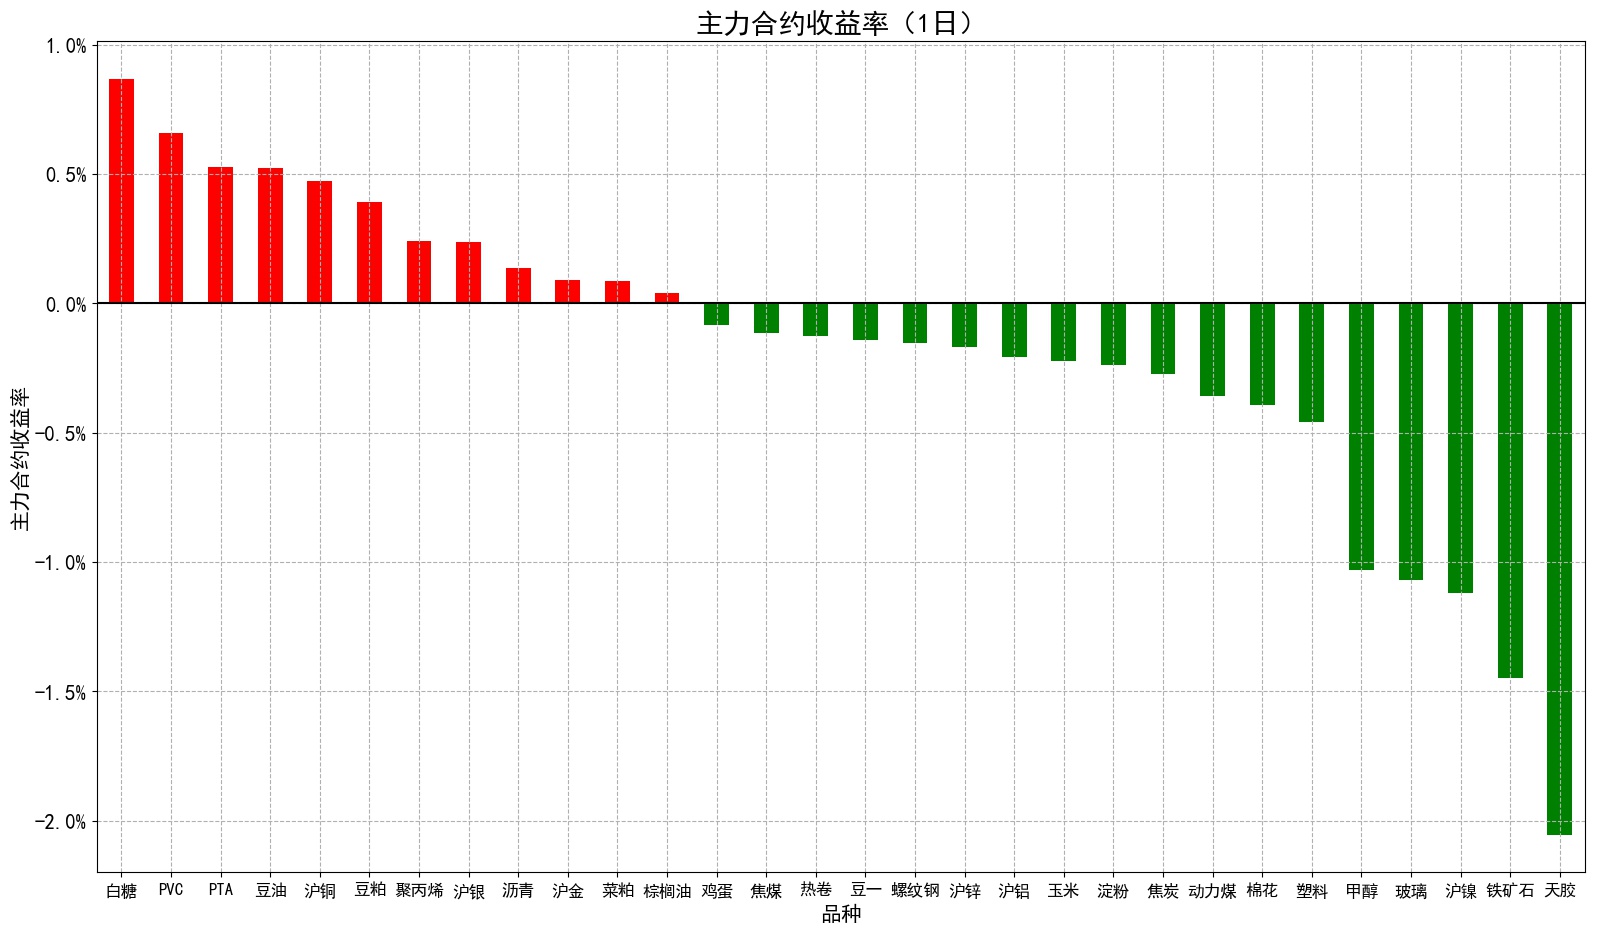 主力合约收益率（1日）
主力合约收益率
1.0%
0.5%
0.0%
-0.5%
-1.0%
-1.5%
-2.0%
白糖 PVC PTA 豆油 沪铜 豆粕 聚丙烯 沪银 沥青 沪金 菜粕 棕榈油 鸡蛋 焦煤 热卷 豆一 螺纹钢 沪锌 沪铝 玉米 淀粉 焦炭 动力煤 棉花 塑料 甲醇 玻璃 沪镍 铁矿石 天胶
品种